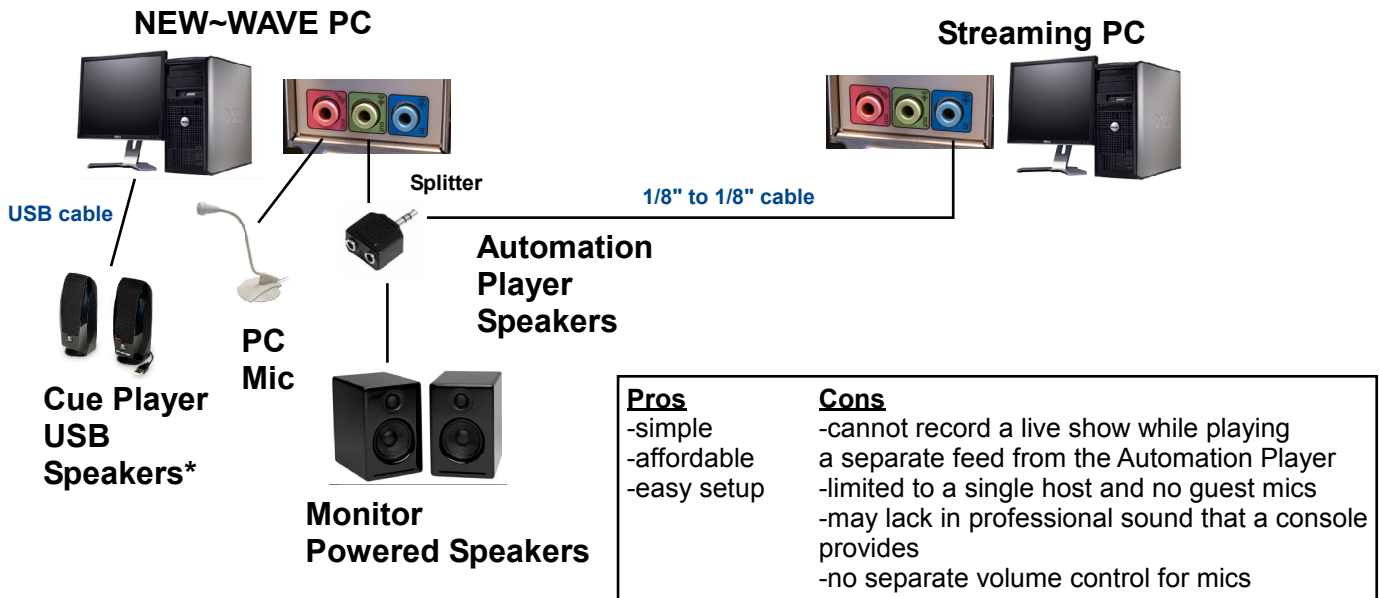 NEW~WAVE PC
Streaming PC
Splitter
USB cable
1/8" to 1/8" cable
Automation
Player
Speakers
PC
Mic
Cue Player
USB
Speakers*
Monitor
Powered Speakers
Pros
-simple
-affordable
-easy setup
Cons
-cannot record a live show while playing
a separate feed from the Automation Player
-limited to a single host and no guest mics
-may lack in professional sound that a console
provides
-no separate volume control for mics